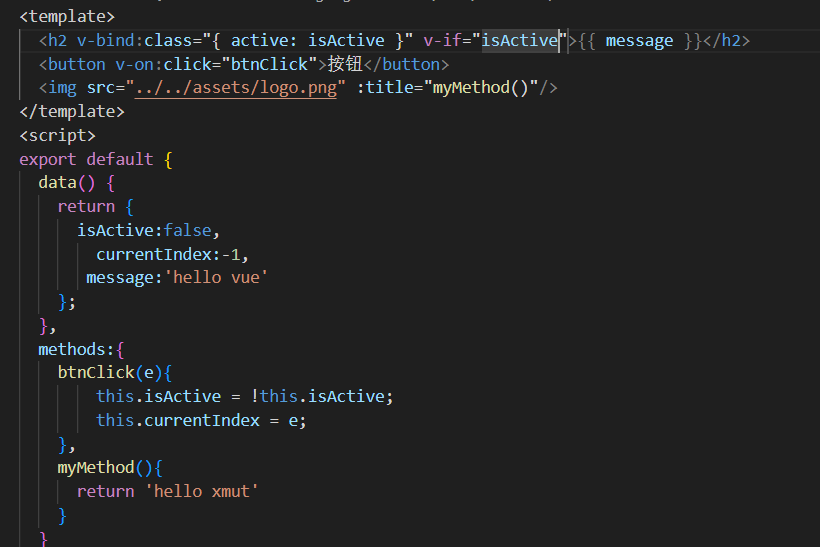 <template>
<h2 v-bind:class="{ active: isActive }" v-if="isActive">{{ message }}</h2>
<button v-on:click="btnClick">按钮</button>
<img src="../../assets/logo.png" :title="myMethod()"/>
</template>
<script>
export default {
data() {
return {
isActive:false,
currentIndex:-1,
message:'hello vue'
};
},
methods:{
btnClick(e){
this.isActive = !this.isActive;
this.currentIndex = e;
},
myMethod(){
return 'hello xmut'
}
}